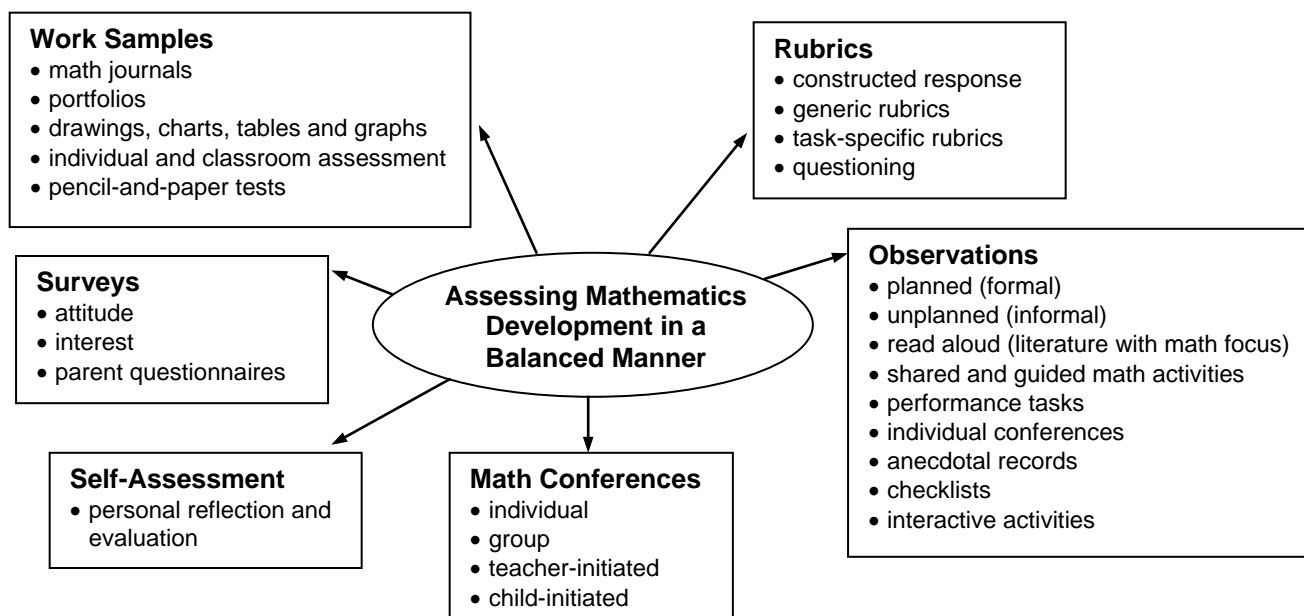 Work Samples
• math journals
• portfolios
• drawings, charts, tables and graphs
• individual and classroom assessment
• pencil-and-paper tests
Rubrics
• constructed response
• generic rubrics
• task-specific rubrics
• questioning
Surveys
• attitude
• interest
• parent questionnaires
Assessing Mathematics
Development in a
Balanced Manner
Observations
• planned (formal)
• unplanned (informal)
• read aloud (literature with math focus)
• shared and guided math activities
• performance tasks
• individual conferences
• anecdotal records
• checklists
• interactive activities
Self-Assessment
• personal reflection and
evaluation
Math Conferences
• individual
• group
• teacher-initiated
• child-initiated